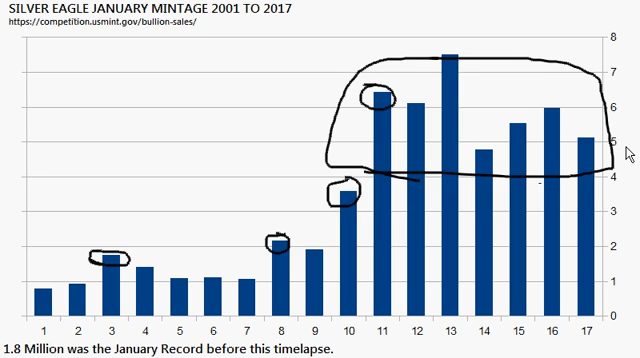 SILVER EAGLE JANUARY MINTAGE 2001 TO 2017
https://competition.usmint.gov/bullion-sales/
8
7
6
5
4
3
2
1
0
1 2 3 4 5 6 7 8 9 10 11 12 13 14 15 16 17
1.8 Million was the January Record before this timelapse.